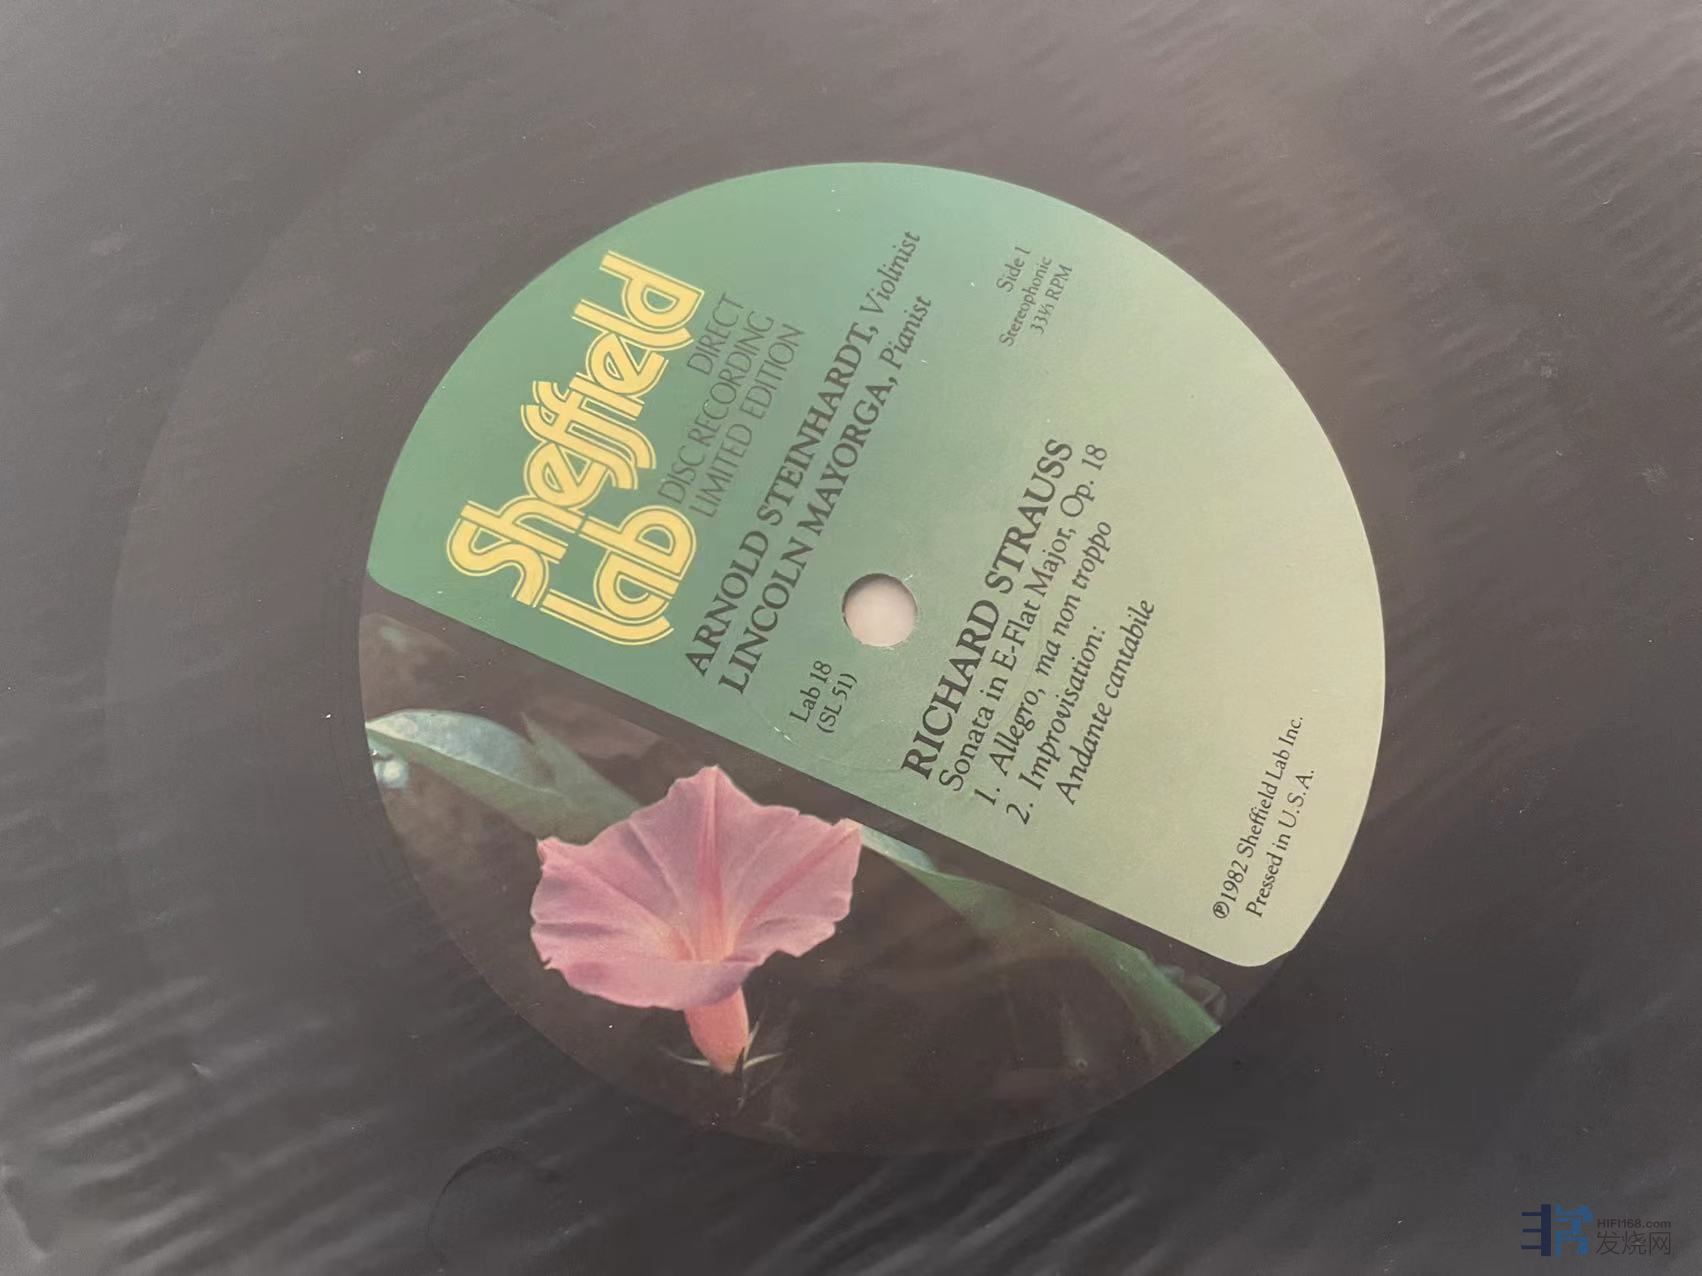 Sheffield
Lab
DIRECT
DISC RECORDING
LIMITED EDITION
ARNOLD STEINHARDT, Violinist
LINCOLN MAYORGA, Pianist
Lab 18
(SL 51)
Side 1
Stereophonic
33⅓ RPM
RICHARD STRAUSS
Sonata in E-Flat Major, Op. 18
1. Allegro, ma non troppo
2. Improvisation:
Andante cantabile
℗1982 Sheffield Lab Inc.
Pressed in U.S.A.
HIFI168.com
发烧网